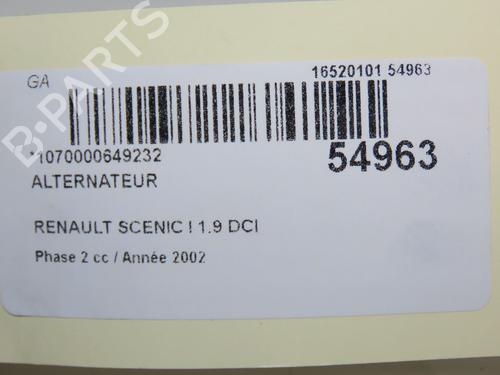 B-PARTS
GA
16520101 54963
*1070000649232
54963
ALTERNATEUR
RENAULT SCENIC I 1.9 DCI
Phase 2 cc / Année 2002